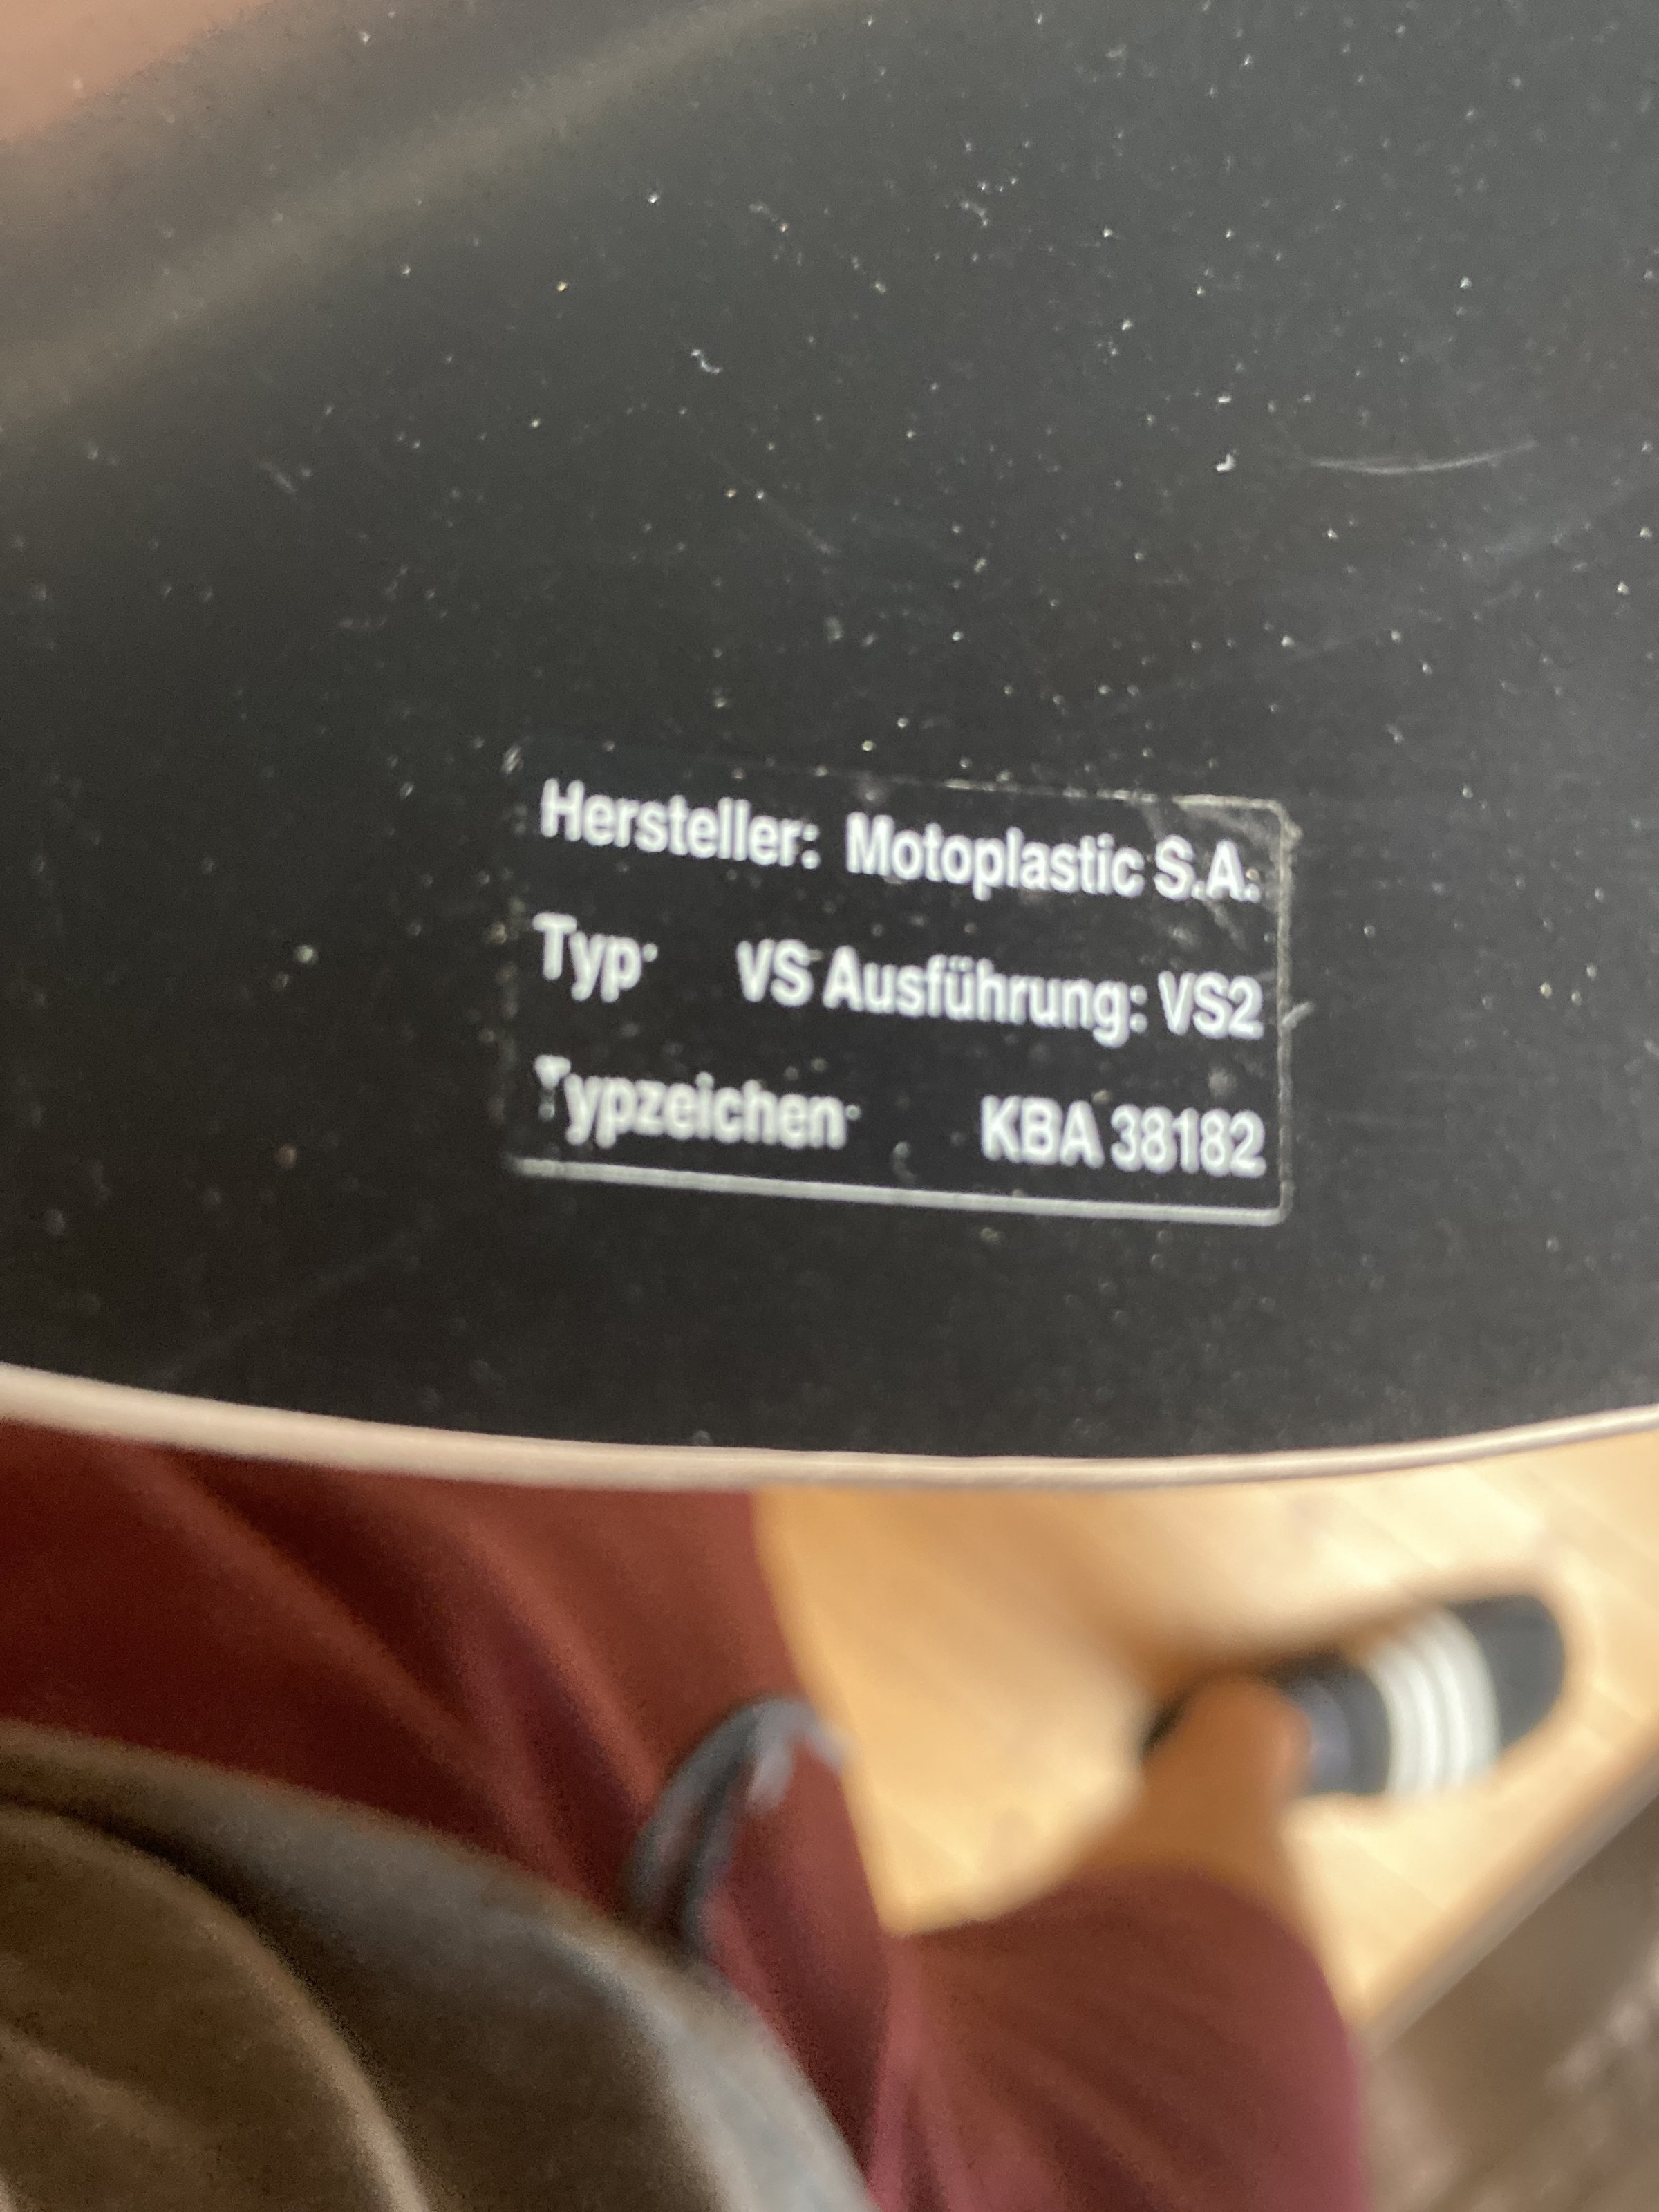 Hersteller: Motoplastic S.A.
Typ: VS Ausführung: VS2
Typzeichen: KBA 38182